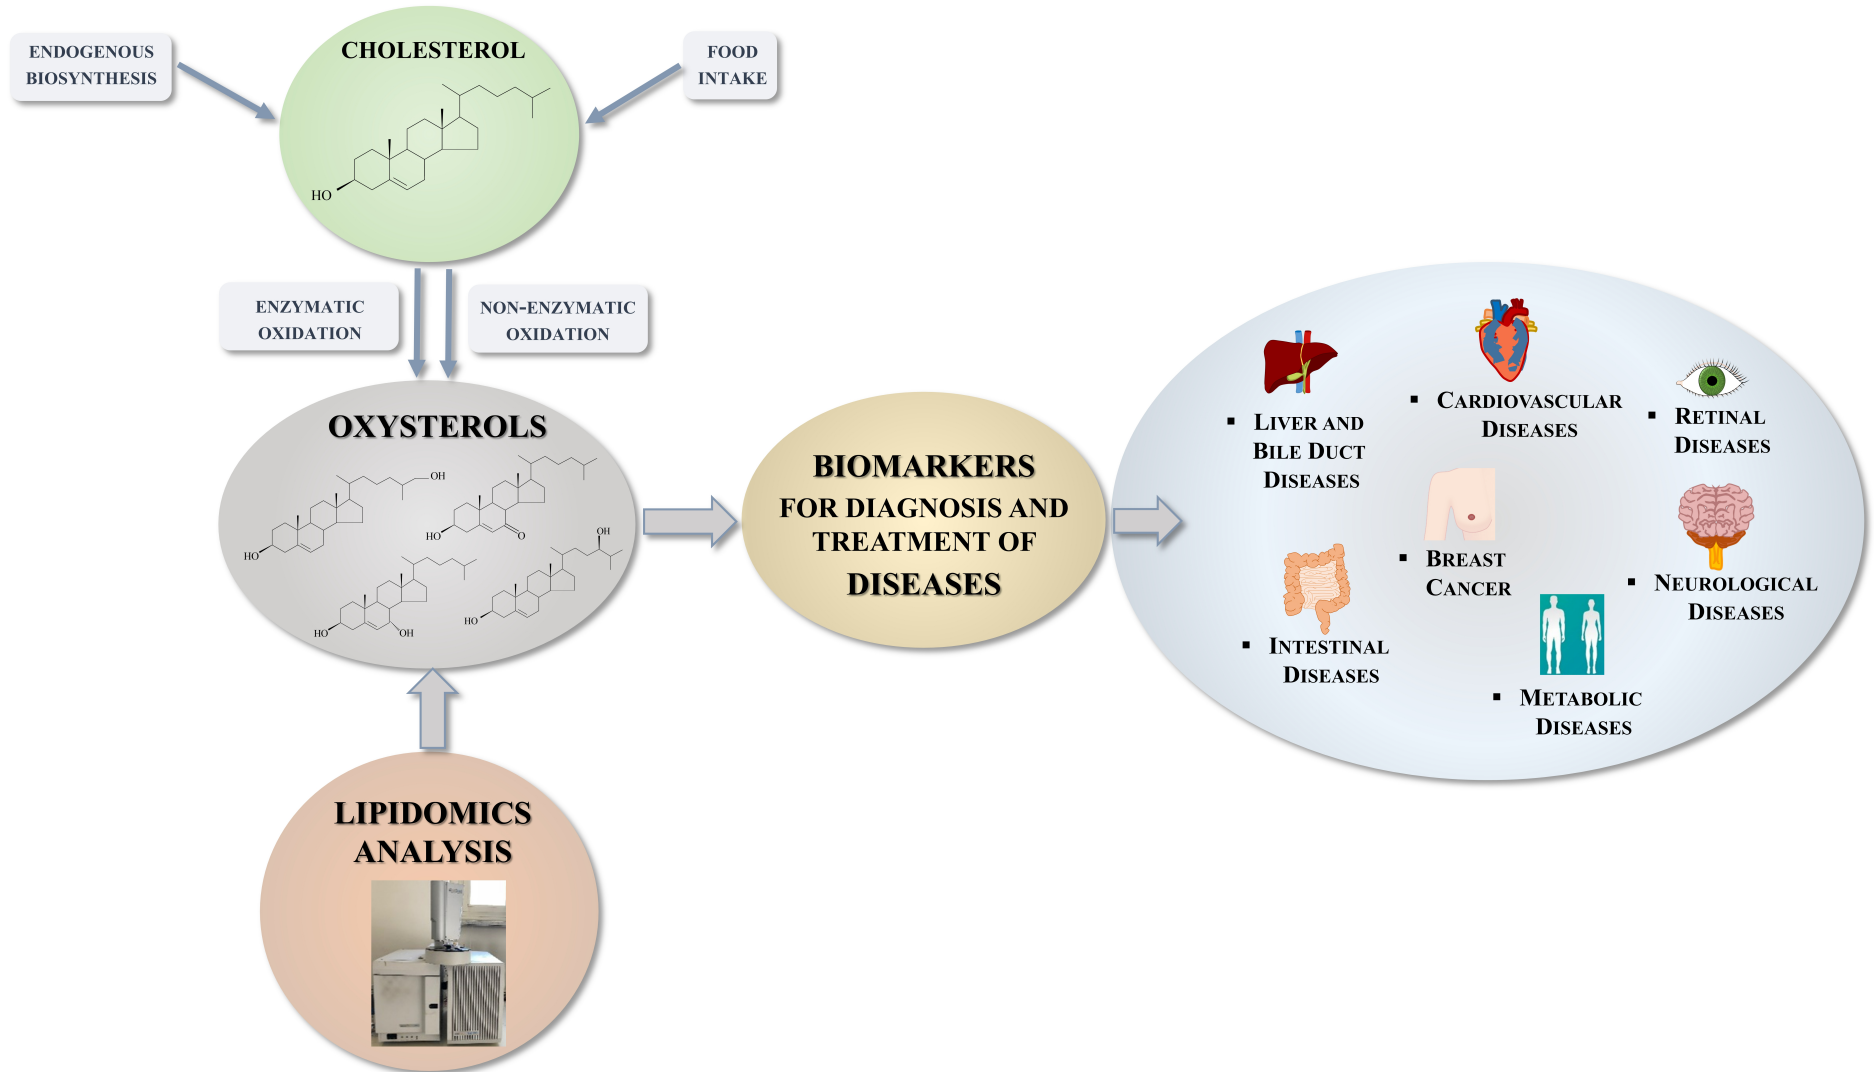 ENDOGENOUS
BIOSYNTHESIS
CHOLESTEROL
HO
FOOD
INTAKE
ENZYMATIC
OXIDATION
NON-ENZYMATIC
OXIDATION
OXYSTEROLS
OH
HO
HO
O
HO
OH
OH
HO
BIOMARKERS
FOR DIAGNOSIS AND
TREATMENT OF
DISEASES
▪ LIVER AND
BILE DUCT
DISEASES
▪ CARDIOVASCULAR
DISEASES
▪ RETINAL
DISEASES
▪ BREAST
CANCER
▪ NEUROLOGICAL
DISEASES
▪ INTESTINAL
DISEASES
▪ METABOLIC
DISEASES
LIPIDOMICS
ANALYSIS